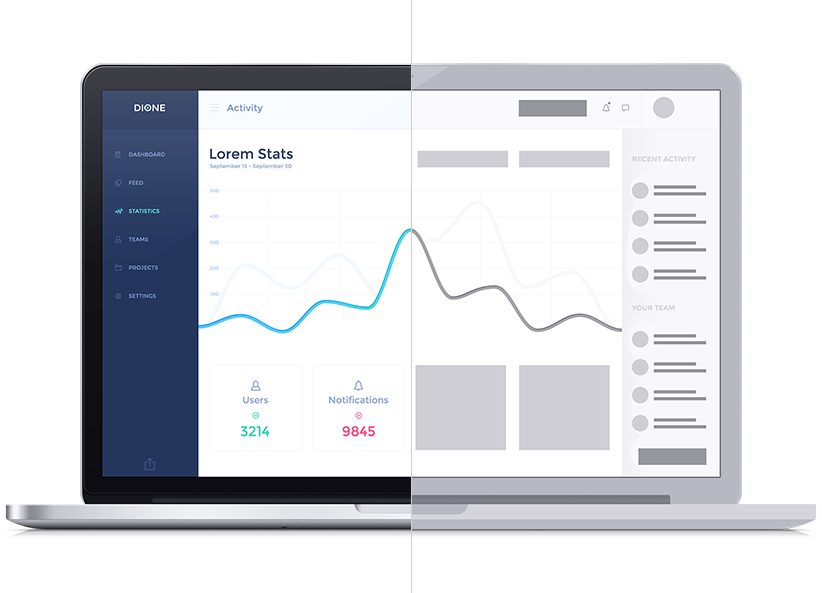 DIONE
Activity
DASHBOARD
FEED
STATISTICS
TEAMS
PROJECTS
SETTINGS
Lorem Stats
September 15 - September 30
500
400
300
200
100
Users
3214
Notifications
9845
RECENT ACTIVITY
YOUR TEAM